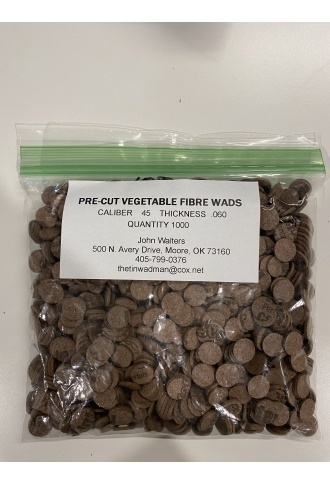 PRE-CUT VEGETABLE FIBRE WADS
CALIBER 45 THICKNESS .060
QUANTITY 1000
John Walters
500 N. Avery Drive, Moore, OK 73160
405-799-0376
thetinwadman@cox.net